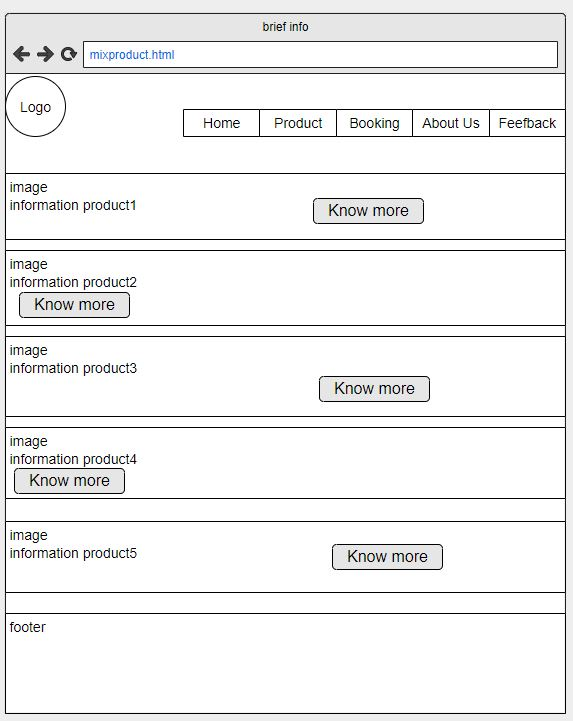 brief info
mixproduct.html
Logo
Home Product Booking About Us Feefback
image
information product1
Know more
image
information product2
Know more
image
information product3
Know more
image
information product4
Know more
image
information product5
Know more
footer